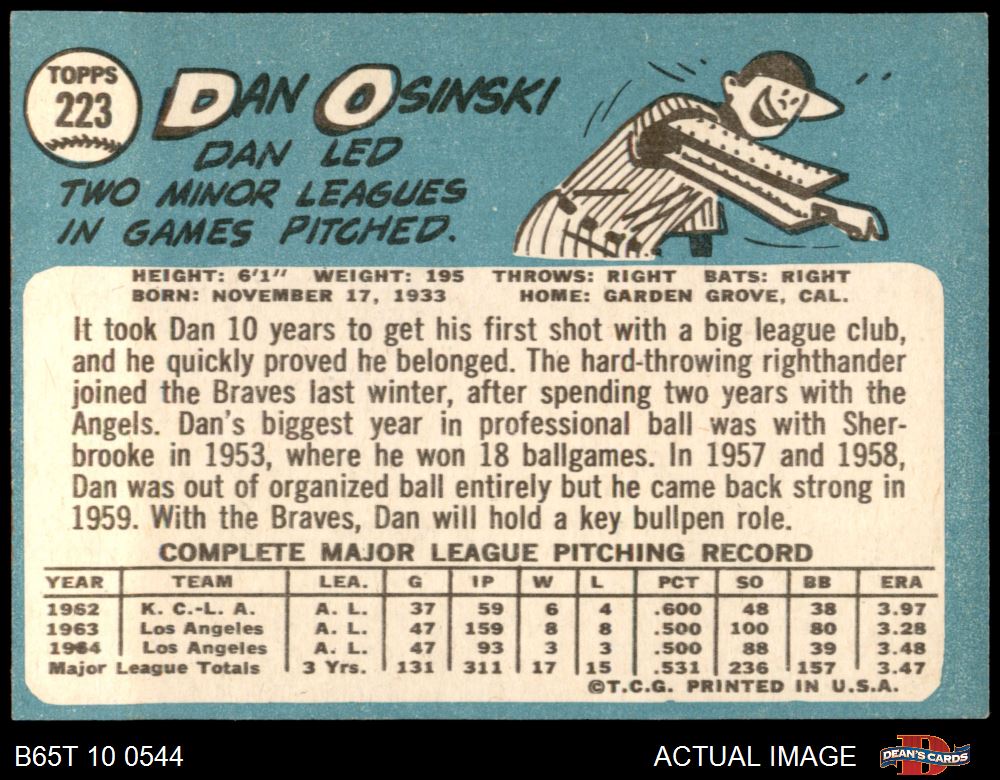 TOPPS
223
DAN OSINSKI
DAN LED
TWO MINOR LEAGUES
IN GAMES PITCHED.
HEIGHT: 6'1" WEIGHT: 195 THROWS: RIGHT BATS: RIGHT
BORN: NOVEMBER 17, 1933 HOME: GARDEN GROVE, CAL.
It took Dan 10 years to get his first shot with a big league club,
and he quickly proved he belonged. The hard-throwing righthander
joined the Braves last winter, after spending two years with the
Angels. Dan's biggest year in professional ball was with Sher-
brooke in 1953, where he won 18 ballgames. In 1957 and 1958,
Dan was out of organized ball entirely but he came back strong in
1959. With the Braves, Dan will hold a key bullpen role.
COMPLETE MAJOR LEAGUE PITCHING RECORD
YEAR TEAM LEA. G IP W L PCT SO BB ERA
1962 K. C.-L. A. A. L. 37 59 6 4 .600 48 38 3.97
1963 Los Angeles A. L. 47 159 8 8 .500 100 80 3.28
1964 Los Angeles A. L. 47 93 3 3 .500 88 39 3.48
Major League Totals 3 Yrs. 131 311 17 15 .531 236 157 3.47
©T.C.G. PRINTED IN U.S.A.
B65T 10 0544 ACTUAL IMAGE DEAN'S CARDS